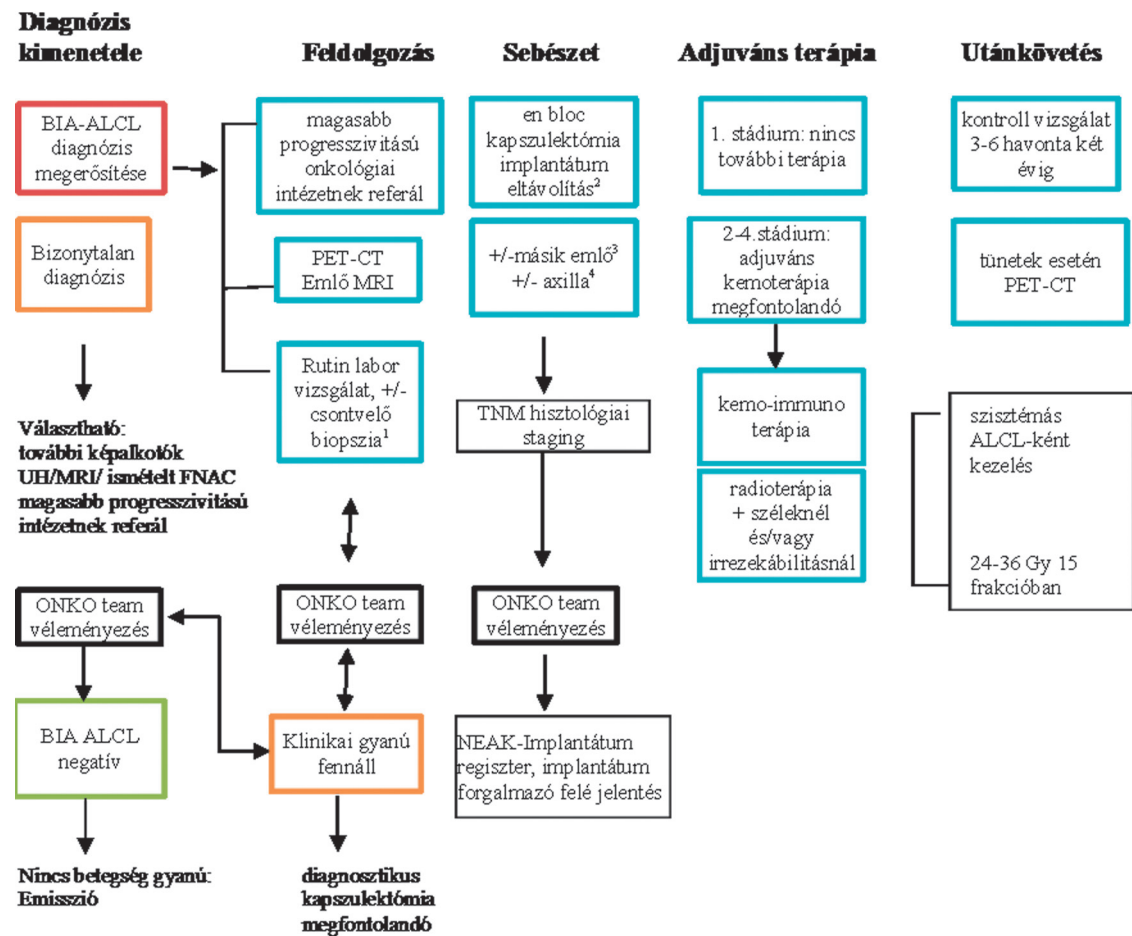 Diagnózis
kimenetele
Feldolgozás
Sebészet
Adjuváns terápia
Utánkövetés
BIA-ALCL
diagnózis
megerősítése
Bizonytalan
diagnózis
Választható:
további képalkotók
UH/MRI/ ismételt FNAC
magasabb progresszivitású
intézetnek referál
ONKO team
véleményezés
BIA ALCL
negatív
Nincs betegség gyanú:
Emisszió
magasabb
progresszivitású
onkológiai
intézetnek referál
PET-CT
Emlő MRI
Rutin labor
vizsgálat, +/-
csontvelő
biopszia¹
ONKO team
véleményezés
Klinikai gyanú
fennáll
diagnosztikus
kapszulektómia
megfontolandó
en bloc
kapszulektómia
implantátum
eltávolítás²
+/-másik emlő³
+/- axilla⁴
TNM hisztológiai
staging
ONKO team
véleményezés
NEAK-Implantátum
regiszter, implantátum
forgalmazó felé jelentés
1. stádium: nincs
további terápia
2-4.stádium:
adjuváns
kemoterápia
megfontolandó
kemo-immuno
terápia
radioterápia
+ széleknél
és/vagy
irrezekábilitásnál
kontroll vizsgálat
3-6 havonta két
évig
tünetek esetén
PET-CT
szisztémás
ALCL-ként
kezelés
24-36 Gy 15
frakcióban